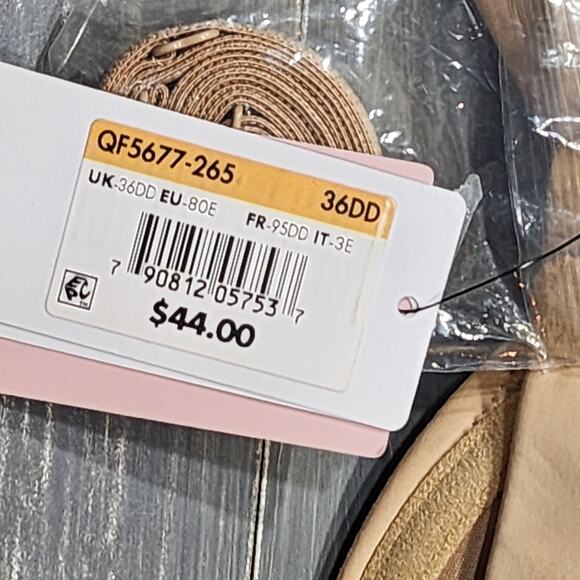 QF5677-265
36DD
UK-36DD EU-80E FR-95DD IT-3E
7 90812 05753 7
$44.00